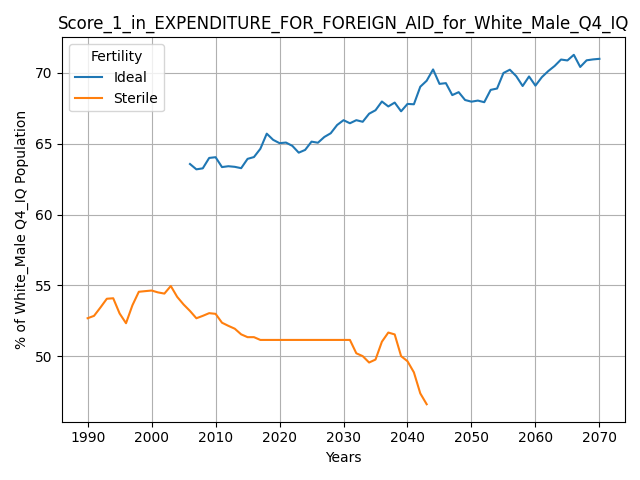 Score_1_in_EXPENDITURE_FOR_FOREIGN_AID_for_White_Male_Q4_IQ
Fertility
Ideal
Sterile
% of White_Male Q4_IQ Population
70
65
60
55
50
1990 2000 2010 2020 2030 2040 2050 2060 2070
Years